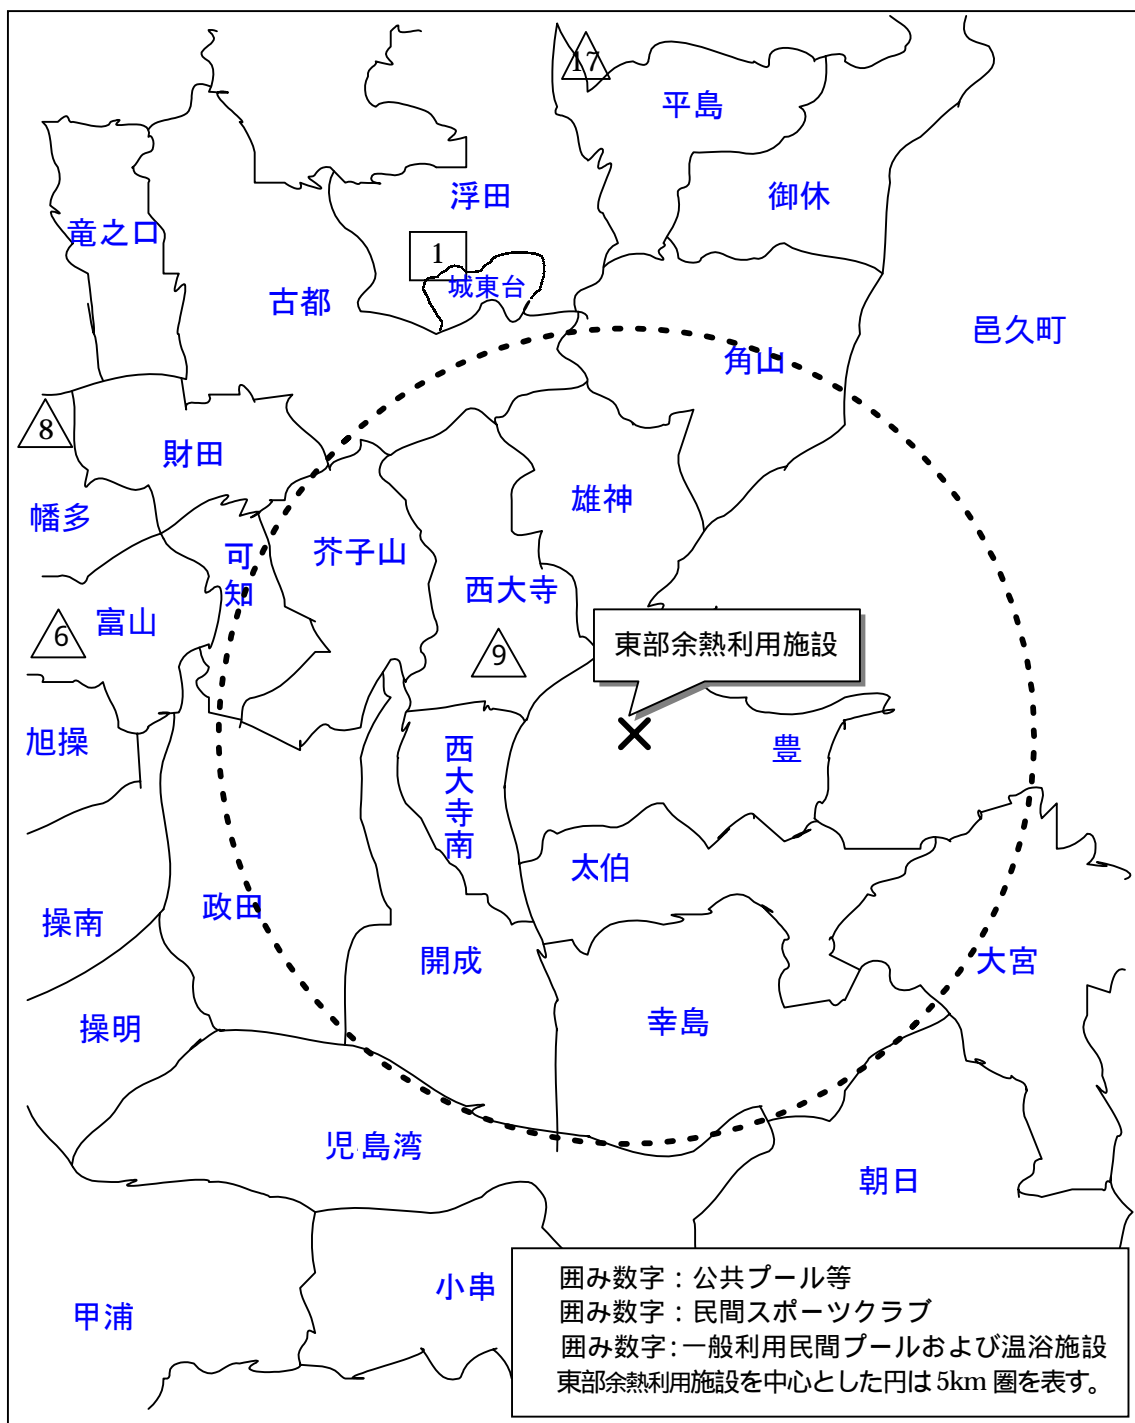 17
平島
浮田
御休
竜之口
1
城東台
古都
邑久町
角山
8
財田
雄神
幡多
可知
芥子山
西大寺
富山
6
9
東部余熱利用施設
旭操
西大寺南
豊
太伯
政田
操南
開成
大宮
幸島
操明
児島湾
朝日
小串
甲浦
囲み数字：公共プール等
囲み数字：民間スポーツクラブ
囲み数字：一般利用民間プールおよび温浴施設
東部余熱利用施設を中心とした円は 5km 圏を表す。